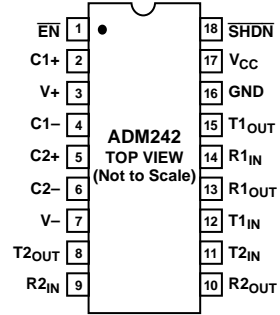 E̅N̅ 1 18 S̅H̅D̅N̅
C1+ 2 17 VCC
V+ 3 16 GND
C1– 4 15 T1OUT
ADM242
C2+ 5 14 R1IN
TOP VIEW
(Not to Scale)
C2– 6 13 R1OUT
V– 7 12 T1IN
T2OUT 8 11 T2IN
R2IN 9 10 R2OUT